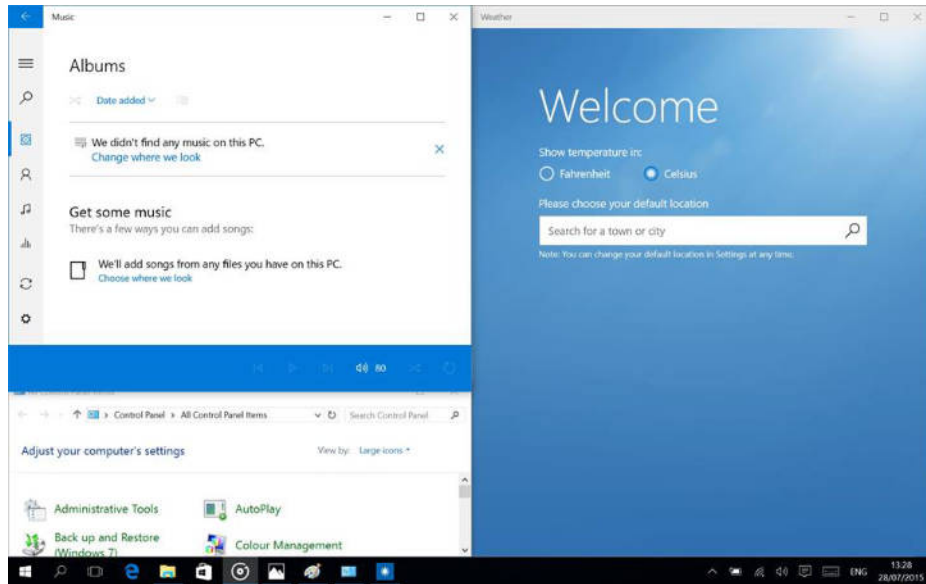 Music
Albums
Date added
We didn't find any music on this PC.
Change where we look
Get some music
There's a few ways you can add songs:
We'll add songs from any files you have on this PC.
Choose where we look
80
Control Panel
All Control Panel Items
Search Control Panel
Adjust your computer's settings
View by: Large icons
Administrative Tools
AutoPlay
Back up and Restore
(Windows 7)
Colour Management
Weather
Welcome
Show temperature in:
Fahrenheit
Celsius
Please choose your default location
Search for a town or city
Note: You can change your default location in Settings at any time.
ENG
13:28
28/07/2015